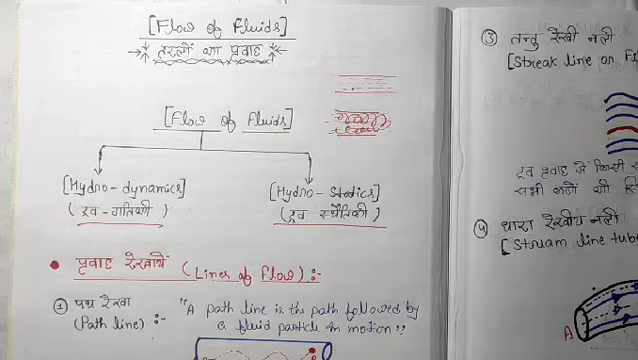 [Flow of Fluids]
तरलों का प्रवाह
[Flow of Fluids]
[Hydro-dynamics]
(द्रव-गतिकी)
[Hydro-Statics]
(द्रव स्थैतिकी)
• प्रवाह रेखायें (Lines of Flow) :-
① पथ रेखा
(Path line) :-
"A path line is the path followed by
a fluid particle in motion"
③ तन्तु रेखी नली
[Streak line or
द्रव प्रवाह में किसी
सभी कणों की
④ धारा रेखीय नली
[Stream line tube
A